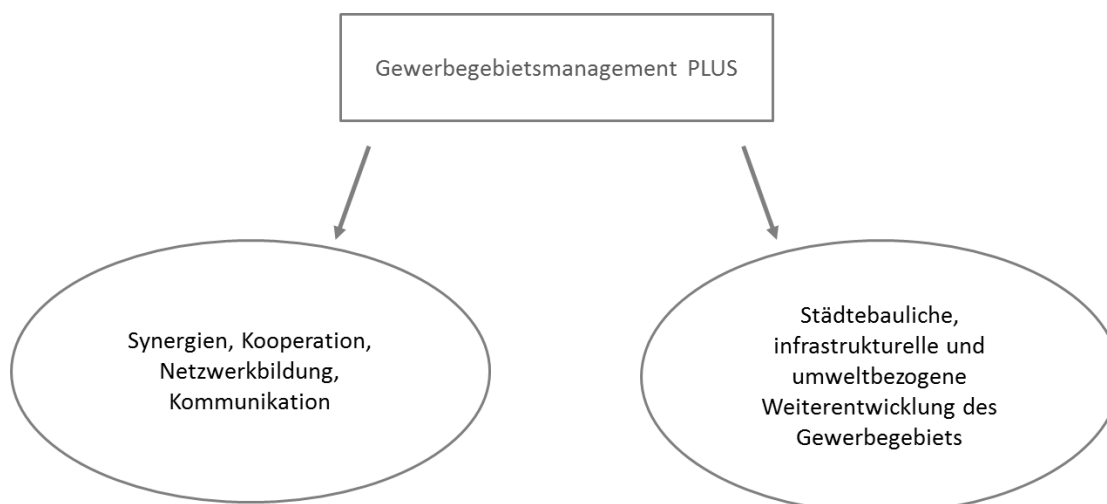 Gewerbegebietsmanagement PLUS
Synergien, Kooperation,
Netzwerkbildung,
Kommunikation
Städtebauliche,
infrastrukturelle und
umweltbezogene
Weiterentwicklung des
Gewerbegebiets